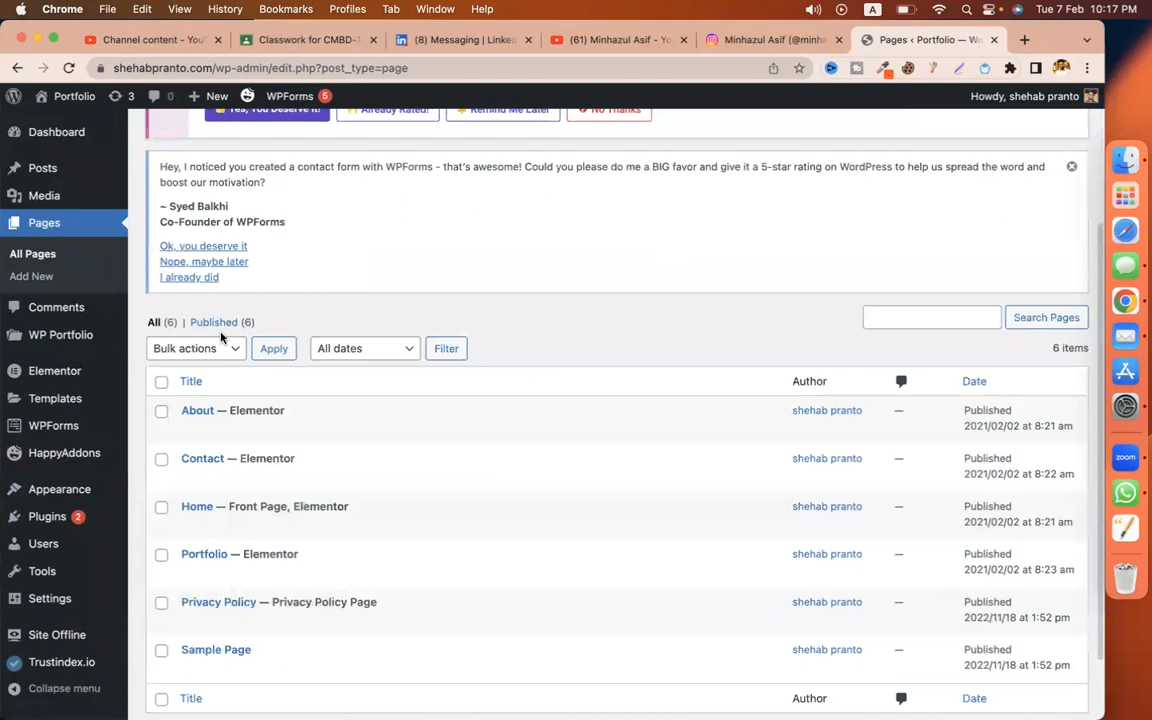 Chrome File Edit View History Bookmarks Profiles Tab Window Help A Tue 7 Feb 10:17 PM
Channel content - You Classwork for CMBD- (8) Messaging | Linke (61) Minhazul Asif - Yo Minhazul Asif (@minha Pages ‹ Portfolio — W
shehabpranto.com/wp-admin/edit.php?post_type=page
Portfolio 3 + New WPForms 5 Howdy, shehab pranto
Yes, You Deserve It! Already Rated! Remind Me Later No Thanks
Dashboard
Posts
Media
Pages
All Pages
Add New
Comments
WP Portfolio
Elementor
Templates
WPForms
HappyAddons
Appearance
Plugins 2
Users
Tools
Settings
Site Offline
Trustindex.io
Collapse menu
Hey, I noticed you created a contact form with WPForms - that's awesome! Could you please do me a BIG favor and give it a 5-star rating on WordPress to help us spread the word and
boost our motivation?
~ Syed Balkhi
Co-Founder of WPForms
Ok, you deserve it
Nope, maybe later
I already did
All (6) | Published (6)
Search Pages
Bulk actions Apply All dates Filter 6 items
Title Author Date
About — Elementor shehab pranto — Published
2021/02/02 at 8:21 am
Contact — Elementor shehab pranto — Published
2021/02/02 at 8:22 am
Home — Front Page, Elementor shehab pranto — Published
2021/02/02 at 8:21 am
Portfolio — Elementor shehab pranto — Published
2021/02/02 at 8:23 am
Privacy Policy — Privacy Policy Page shehab pranto — Published
2022/11/18 at 1:52 pm
Sample Page shehab pranto — Published
2022/11/18 at 1:52 pm
Title Author Date
zoom